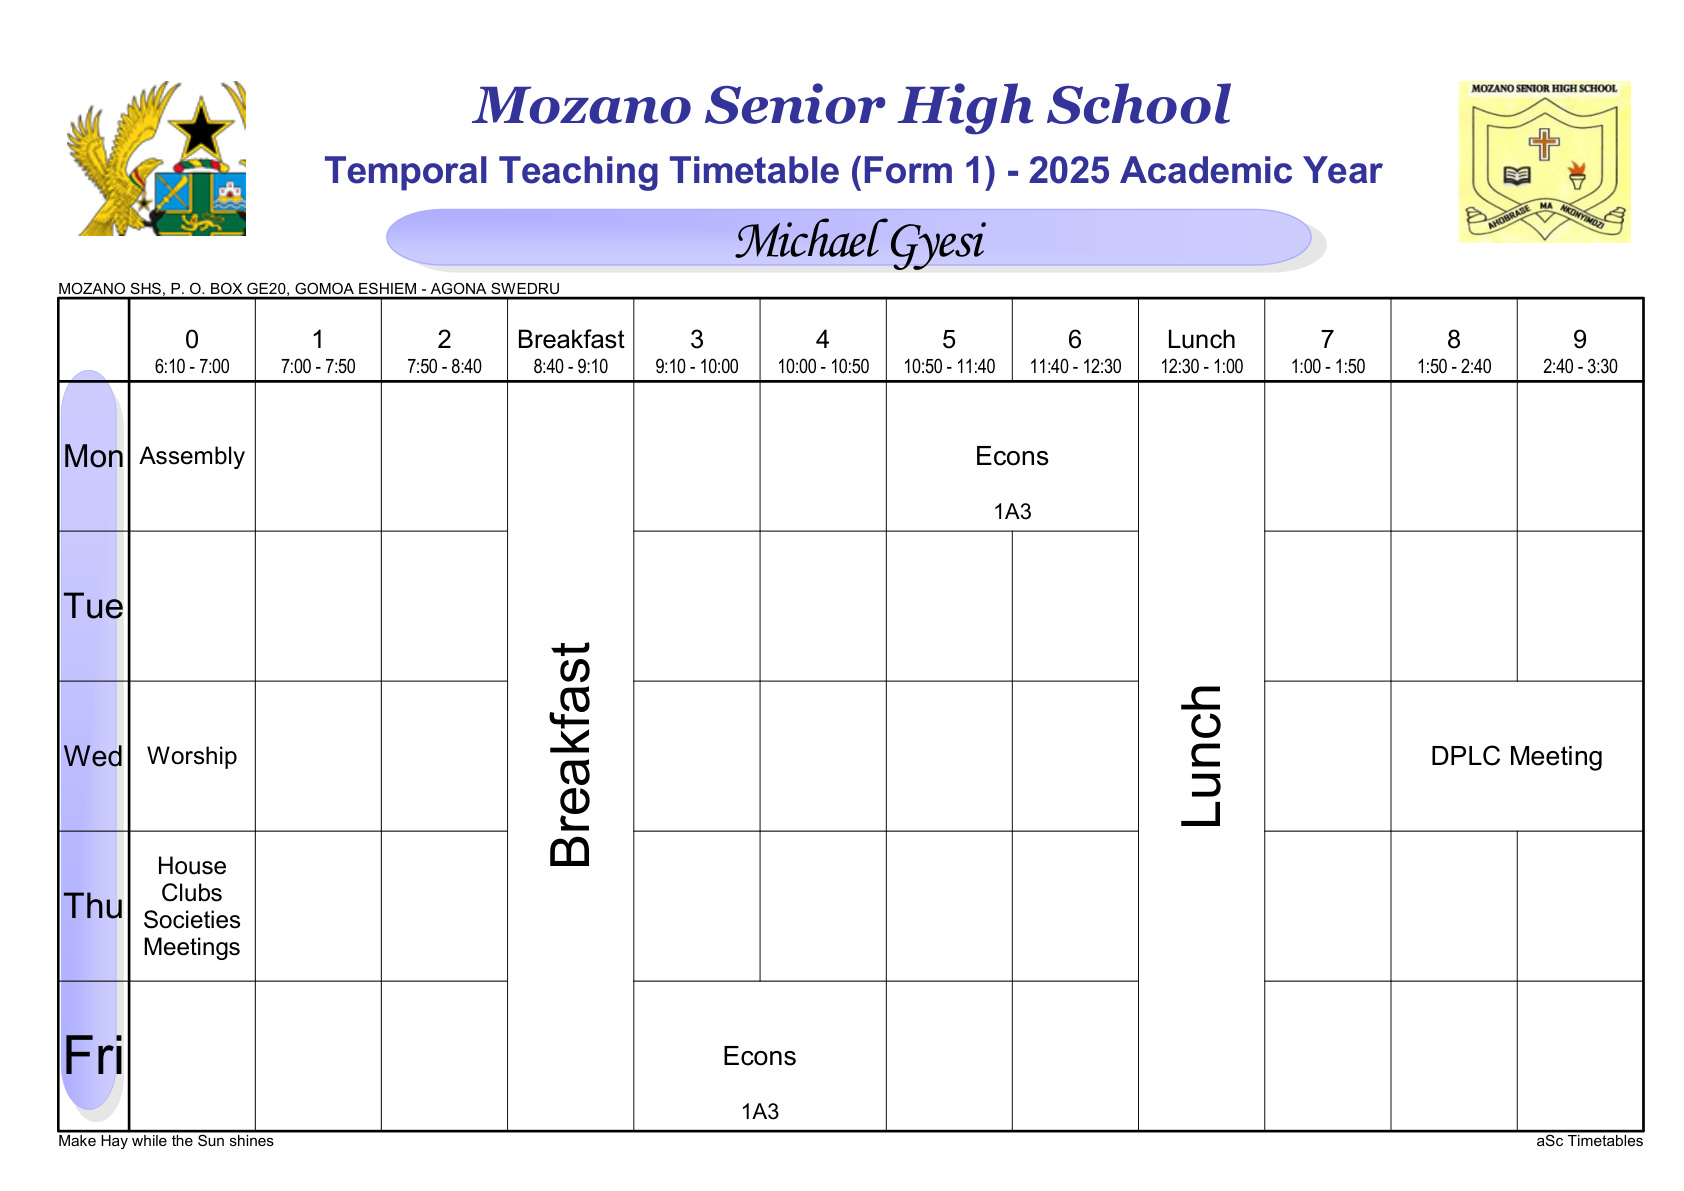 MOZANO SENIOR HIGH SCHOOL
AHOBRASE MA NKUNYIMDZI
Mozano Senior High School
Temporal Teaching Timetable (Form 1) - 2025 Academic Year
Michael Gyesi
MOZANO SHS, P. O. BOX GE20, GOMOA ESHIEM - AGONA SWEDRU
0 1 2 Breakfast 3 4 5 6 Lunch 7 8 9
6:10 - 7:00 7:00 - 7:50 7:50 - 8:40 8:40 - 9:10 9:10 - 10:00 10:00 - 10:50 10:50 - 11:40 11:40 - 12:30 12:30 - 1:00 1:00 - 1:50 1:50 - 2:40 2:40 - 3:30
Mon Assembly Econs
1A3
Tue
Breakfast
Lunch
Wed Worship DPLC Meeting
Thu
House
Clubs
Societies
Meetings
Fri Econs
1A3
Make Hay while the Sun shines
aSc Timetables